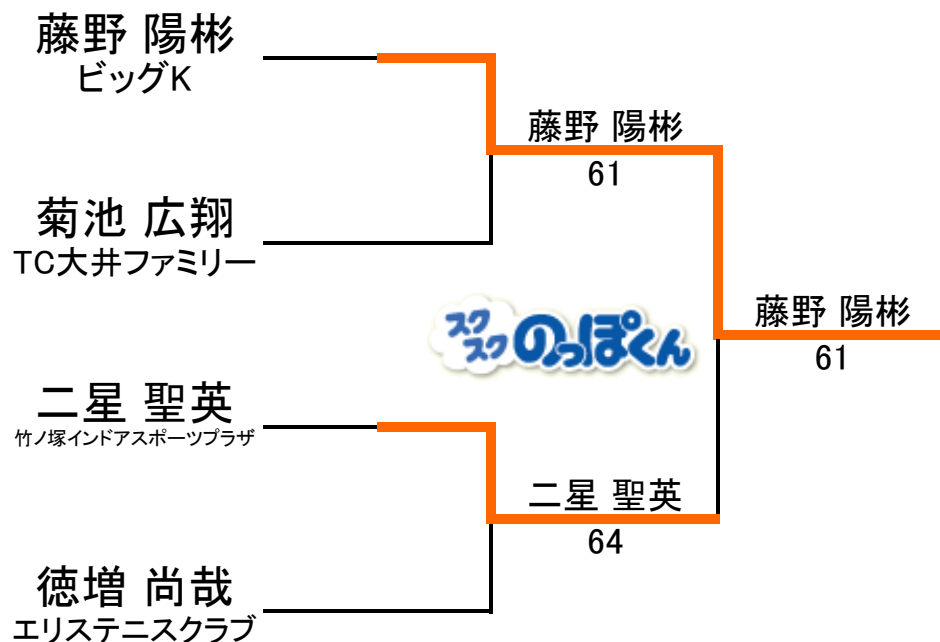 藤野 陽彬
ビッグK
藤野 陽彬
61
菊池 広翔
TC大井ファミリー
スクスクのっぽくん
藤野 陽彬
61
二星 聖英
竹ノ塚インドアスポーツプラザ
二星 聖英
64
徳増 尚哉
エリステニスクラブ